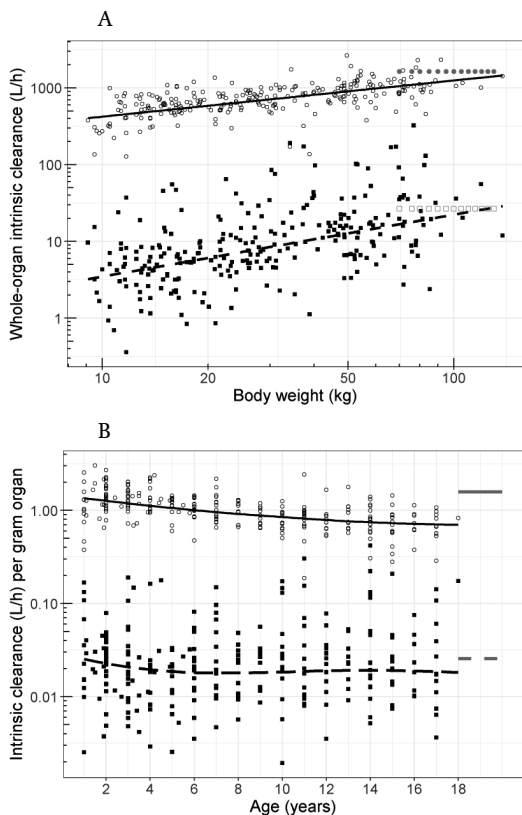 A
Whole-organ intrinsic clearance (L/h)
1000
100
10
1
10 20 50 100
Body weight (kg)
B
Intrinsic clearance (L/h) per gram organ
1.00
0.10
0.01
2 4 6 8 10 12 14 16 18
Age (years)